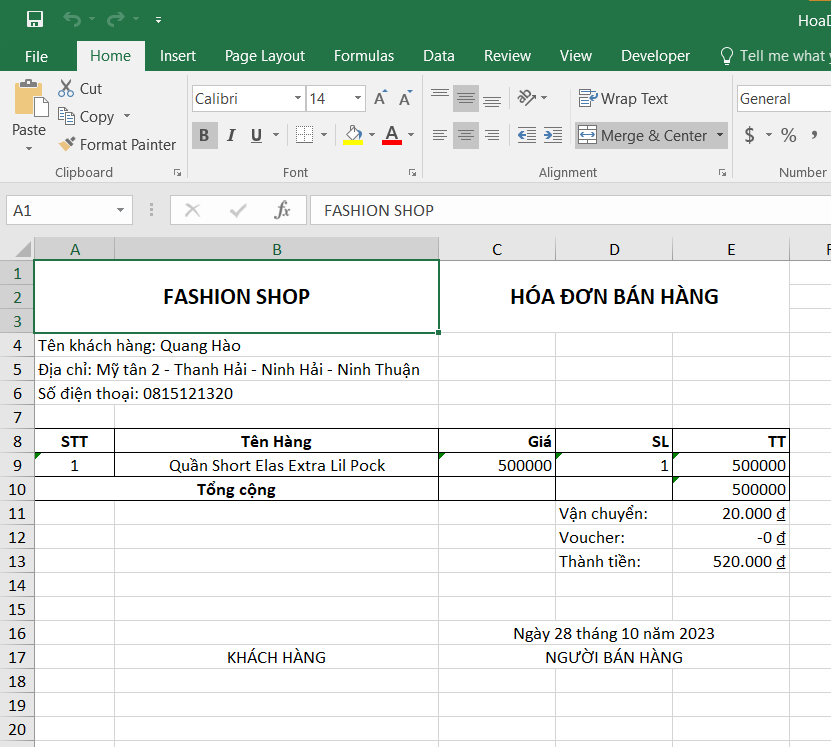 HoaD
File Home Insert Page Layout Formulas Data Review View Developer Tell me what y
Cut
Copy
Format Painter
Paste
Clipboard
Calibri 14 A A
B I U A
Font
Wrap Text
Merge & Center
Alignment
General
$ % ,
Number
A1 fx FASHION SHOP
A B C D E F
1
2 FASHION SHOP HÓA ĐƠN BÁN HÀNG
3
4 Tên khách hàng: Quang Hào
5 Địa chỉ: Mỹ tân 2 - Thanh Hải - Ninh Hải - Ninh Thuận
6 Số điện thoại: 0815121320
7
8 STT Tên Hàng Giá SL TT
9 1 Quần Short Elas Extra Lil Pock 500000 1 500000
10 Tổng cộng 500000
11 Vận chuyển: 20.000 ₫
12 Voucher: -0 ₫
13 Thành tiền: 520.000 ₫
14
15
16 Ngày 28 tháng 10 năm 2023
17 KHÁCH HÀNG NGƯỜI BÁN HÀNG
18
19
20